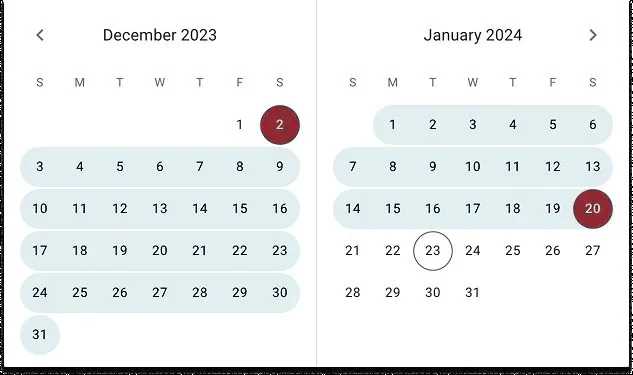 December 2023
S M T W T F S
1 2
3 4 5 6 7 8 9
10 11 12 13 14 15 16
17 18 19 20 21 22 23
24 25 26 27 28 29 30
31
January 2024
S M T W T F S
1 2 3 4 5 6
7 8 9 10 11 12 13
14 15 16 17 18 19 20
21 22 23 24 25 26 27
28 29 30 31